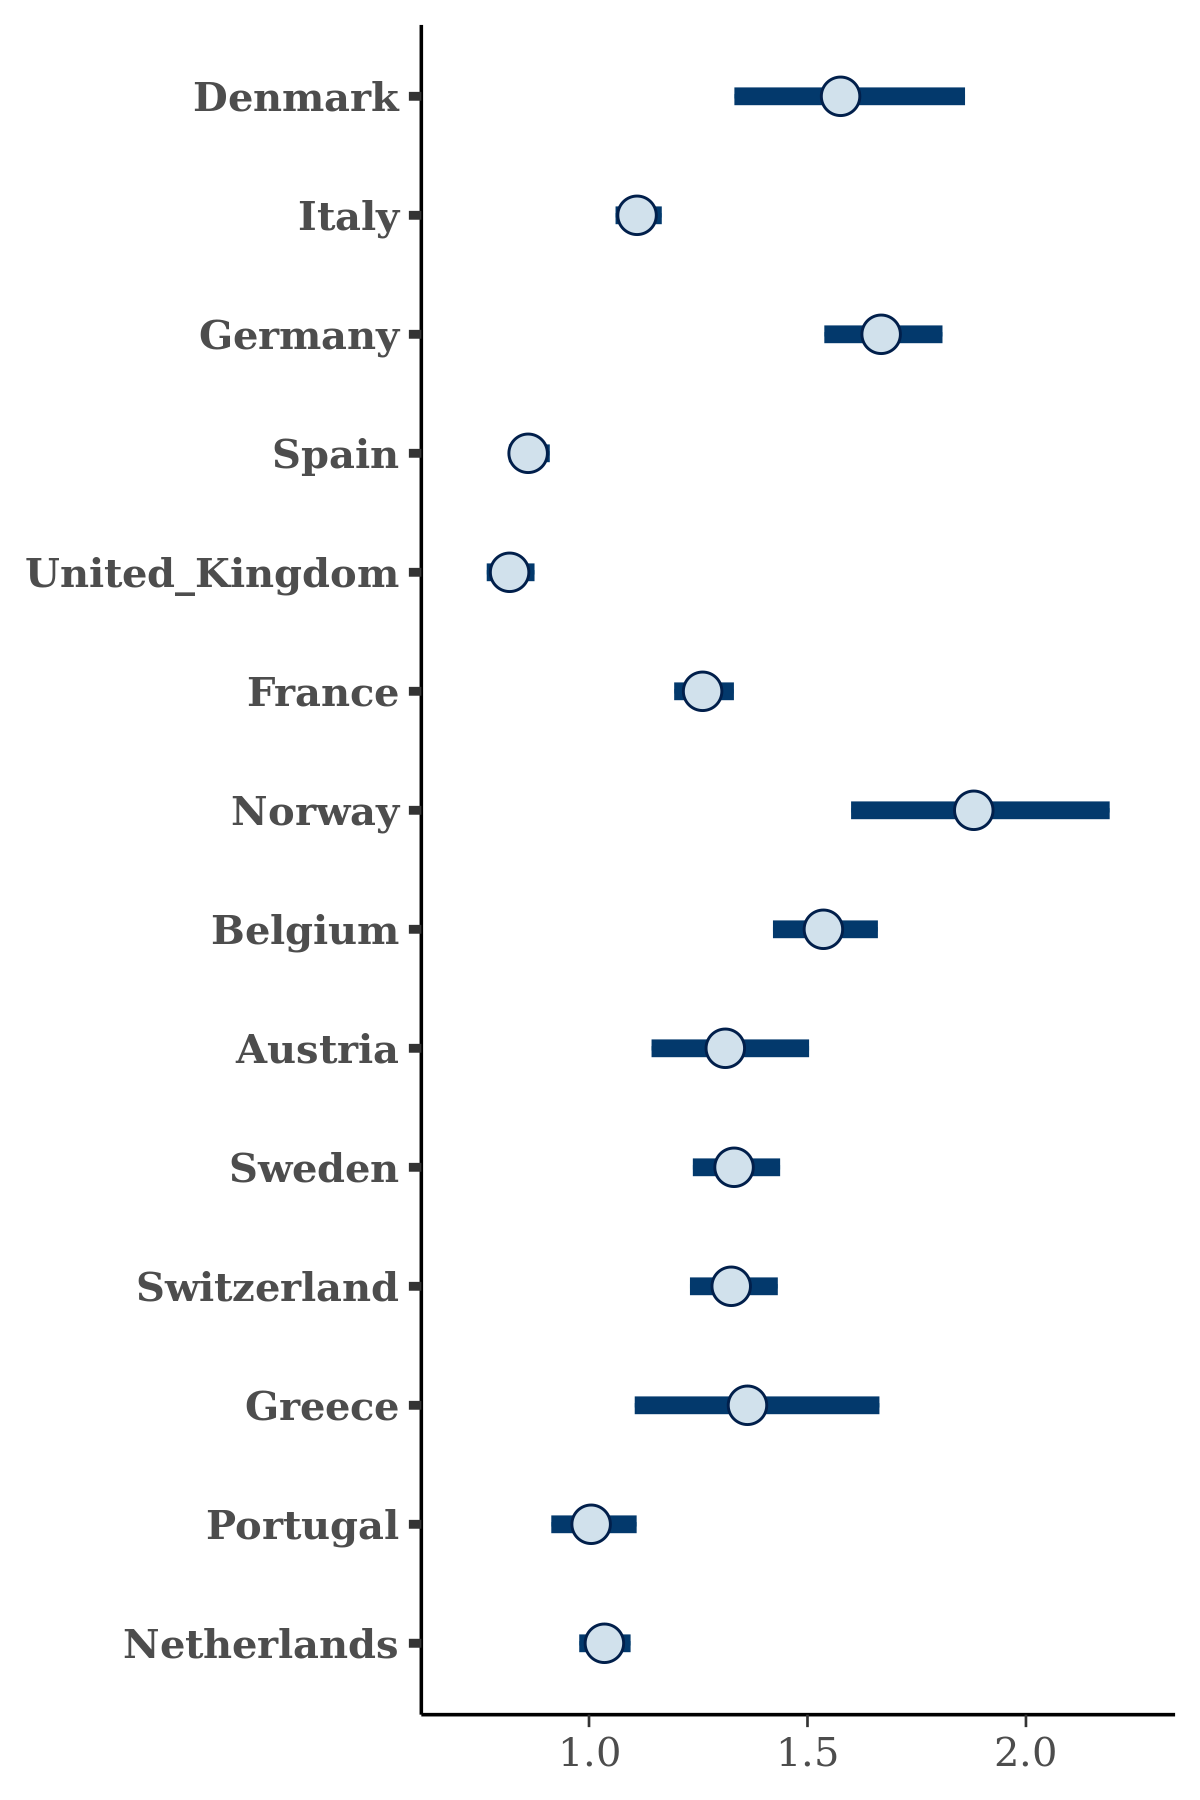 Denmark
Italy
Germany
Spain
United_Kingdom
France
Norway
Belgium
Austria
Sweden
Switzerland
Greece
Portugal
Netherlands
1.0 1.5 2.0